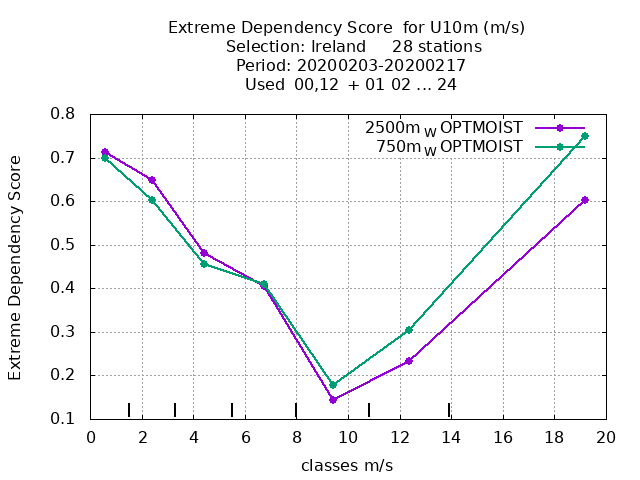 Extreme Dependency Score for U10m (m/s)
Selection: Ireland 28 stations
Period: 20200203-20200217
Used 00,12 + 01 02 ... 24
2500m W OPTMOIST
750m W OPTMOIST
0.8
0.7
0.6
0.5
0.4
0.3
0.2
0.1
Extreme Dependency Score
0 2 4 6 8 10 12 14 16 18 20
classes m/s